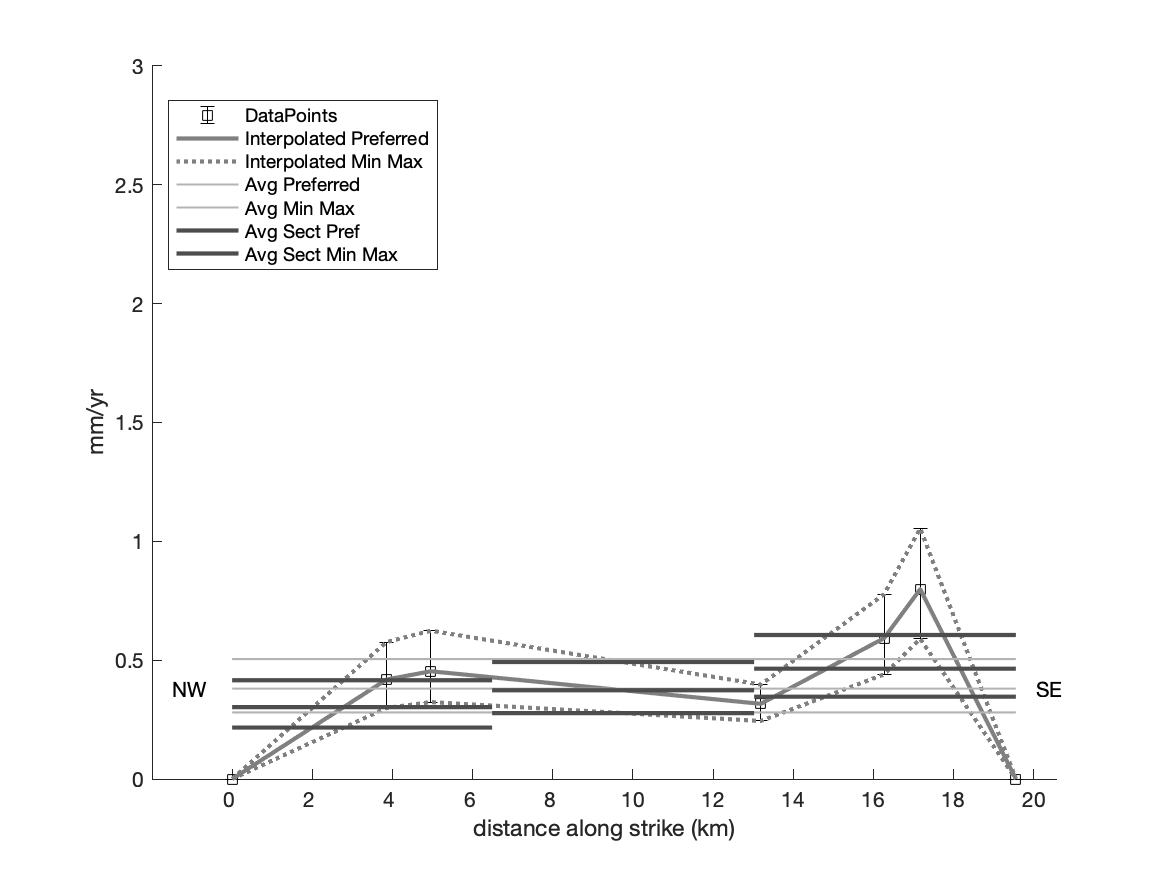 3
DataPoints
Interpolated Preferred
Interpolated Min Max
2.5
Avg Preferred
Avg Min Max
Avg Sect Pref
Avg Sect Min Max
2
1.5
mm/yr
1
0.5
NW
SE
0
0 2 4 6 8 10 12 14 16 18 20
distance along strike (km)